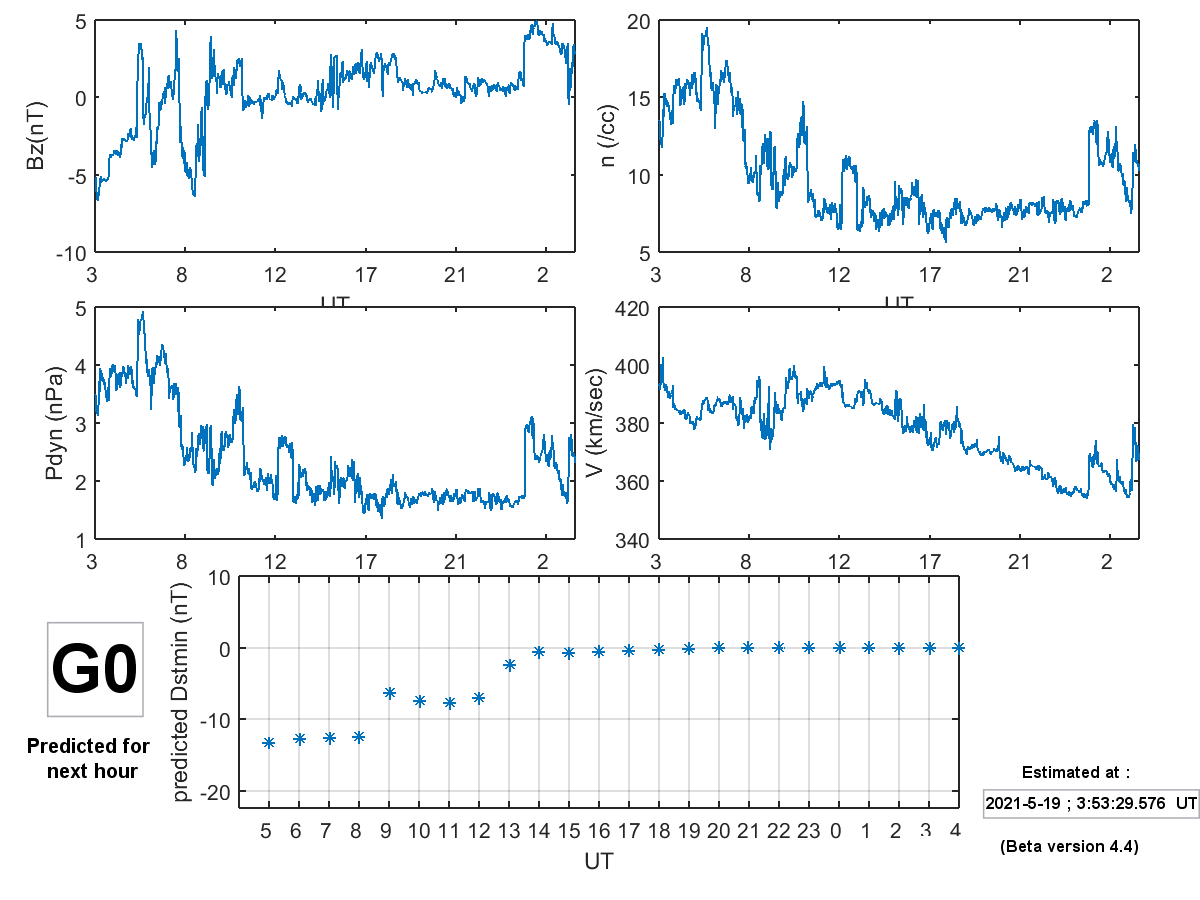 5
0
-5
-10
Bz(nT)
3 8 12 17 21 2
UT
20
15
10
5
n (/cc)
3 8 12 17 21 2
UT
5
4
3
2
1
Pdyn (nPa)
3 8 12 17 21 2
420
400
380
360
340
V (km/sec)
3 8 12 17 21 2
10
0
-10
-20
predicted Dstmin (nT)
5 6 7 8 9 10 11 12 13 14 15 16 17 18 19 20 21 22 23 0 1 2 3 4
UT
G0
Predicted for
next hour
Estimated at :
2021-5-19 ; 3:53:29.576 UT
(Beta version 4.4)